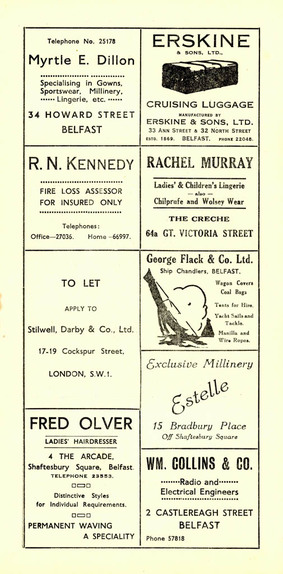 Telephone No. 25178
Myrtle E. Dillon
Specialising in Gowns,
Sportswear, Millinery,
Lingerie, etc.
34 HOWARD STREET
BELFAST
ERSKINE
& SONS, LTD.,
CRUISING LUGGAGE
MANUFACTURED BY
ERSKINE & SONS, LTD.
33 ANN STREET & 32 NORTH STREET
ESTD. 1869. BELFAST. PHONE 22048.
R. N. KENNEDY
FIRE LOSS ASSESSOR
FOR INSURED ONLY
Telephones:
Office—27036. Home—66997.
RACHEL MURRAY
Ladies' & Children's Lingerie
— also —
Chilprufe and Wolsey Wear
THE CRECHE
64a GT. VICTORIA STREET
TO LET
APPLY TO
Stilwell, Darby & Co., Ltd.
17-19 Cockspur Street,
LONDON, S.W.1.
George Flack & Co. Ltd.
Ship Chandlers, BELFAST.
Wagon Covers
Coal Bags
Tents for Hire.
Yacht Sails and
Tackle.
Manilla and
Wire Ropes.
Exclusive Millinery
Estelle
15 Bradbury Place
Off Shaftesbury Square
FRED OLVER
LADIES' HAIRDRESSER
4 THE ARCADE,
Shaftesbury Square, Belfast.
TELEPHONE 23583.
Distinctive Styles
for Individual Requirements.
PERMANENT WAVING
A SPECIALITY
WM. COLLINS & CO.
Radio and
Electrical Engineers
2 CASTLEREAGH STREET
BELFAST
Phone 57818